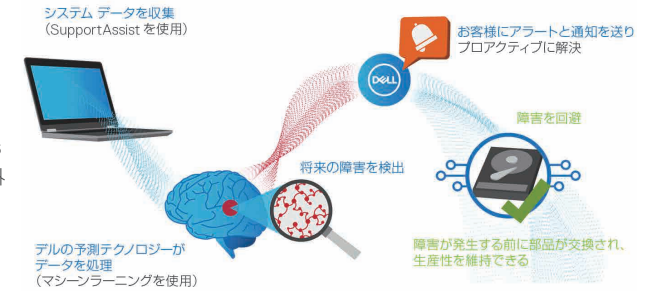 システム データを収集
(SupportAssist を使用)
お客様にアラートと通知を送り
プロアクティブに解決
DELL
障害を回避
将来の障害を検出
デルの予測テクノロジーが
データを処理
(マシーンラーニングを使用)
障害が発生する前に部品が交換され、
生産性を維持できる